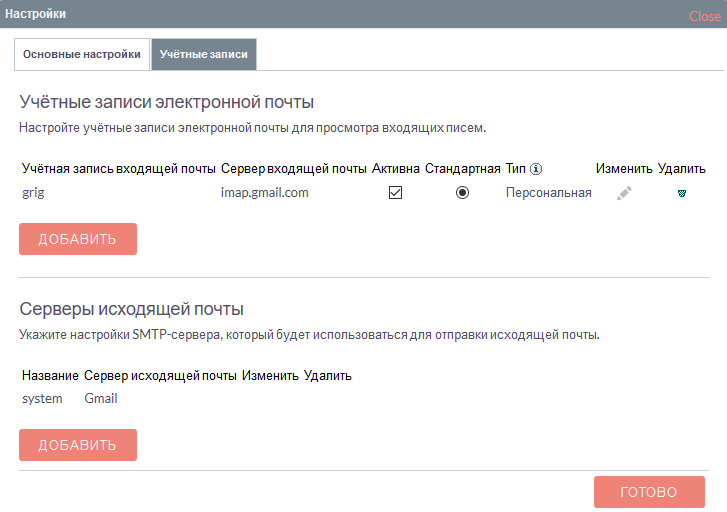 Настройки Close
Основные настройки Учётные записи
Учётные записи электронной почты
Настройте учётные записи электронной почты для просмотра входящих писем.
Учётная запись входящей почты Сервер входящей почты Активна Стандартная Тип Изменить Удалить
grig imap.gmail.com Персональная
ДОБАВИТЬ
Серверы исходящей почты
Укажите настройки SMTP-сервера, который будет использоваться для отправки исходящей почты.
Название Сервер исходящей почты Изменить Удалить
system Gmail
ДОБАВИТЬ
ГОТОВО